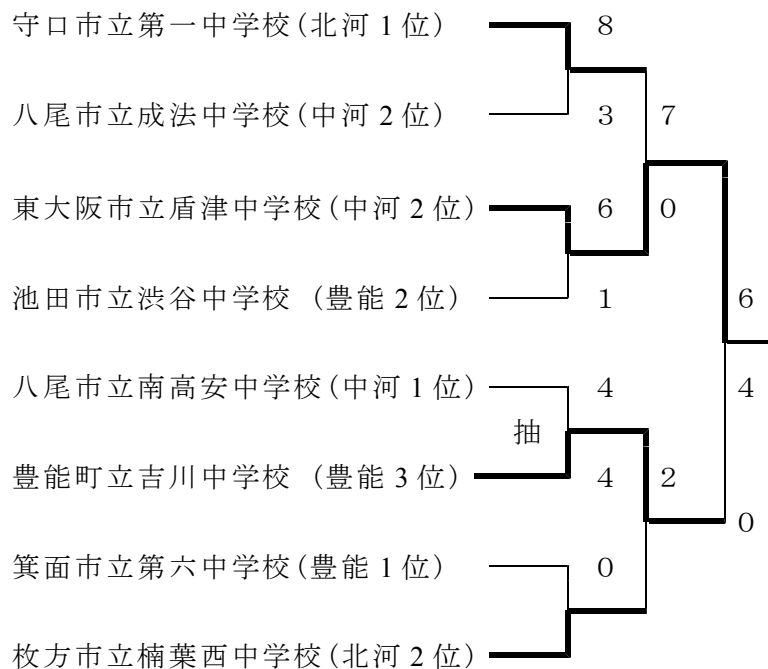 守口市立第一中学校(北河1位) 8
八尾市立成法中学校(中河2位) 3 7
東大阪市立盾津中学校(中河2位) 6 0
池田市立渋谷中学校 (豊能2位) 1 6
八尾市立南高安中学校(中河1位) 4 4
抽
豊能町立吉川中学校 (豊能3位) 4 2
0
箕面市立第六中学校(豊能1位) 0
枚方市立楠葉西中学校(北河2位)